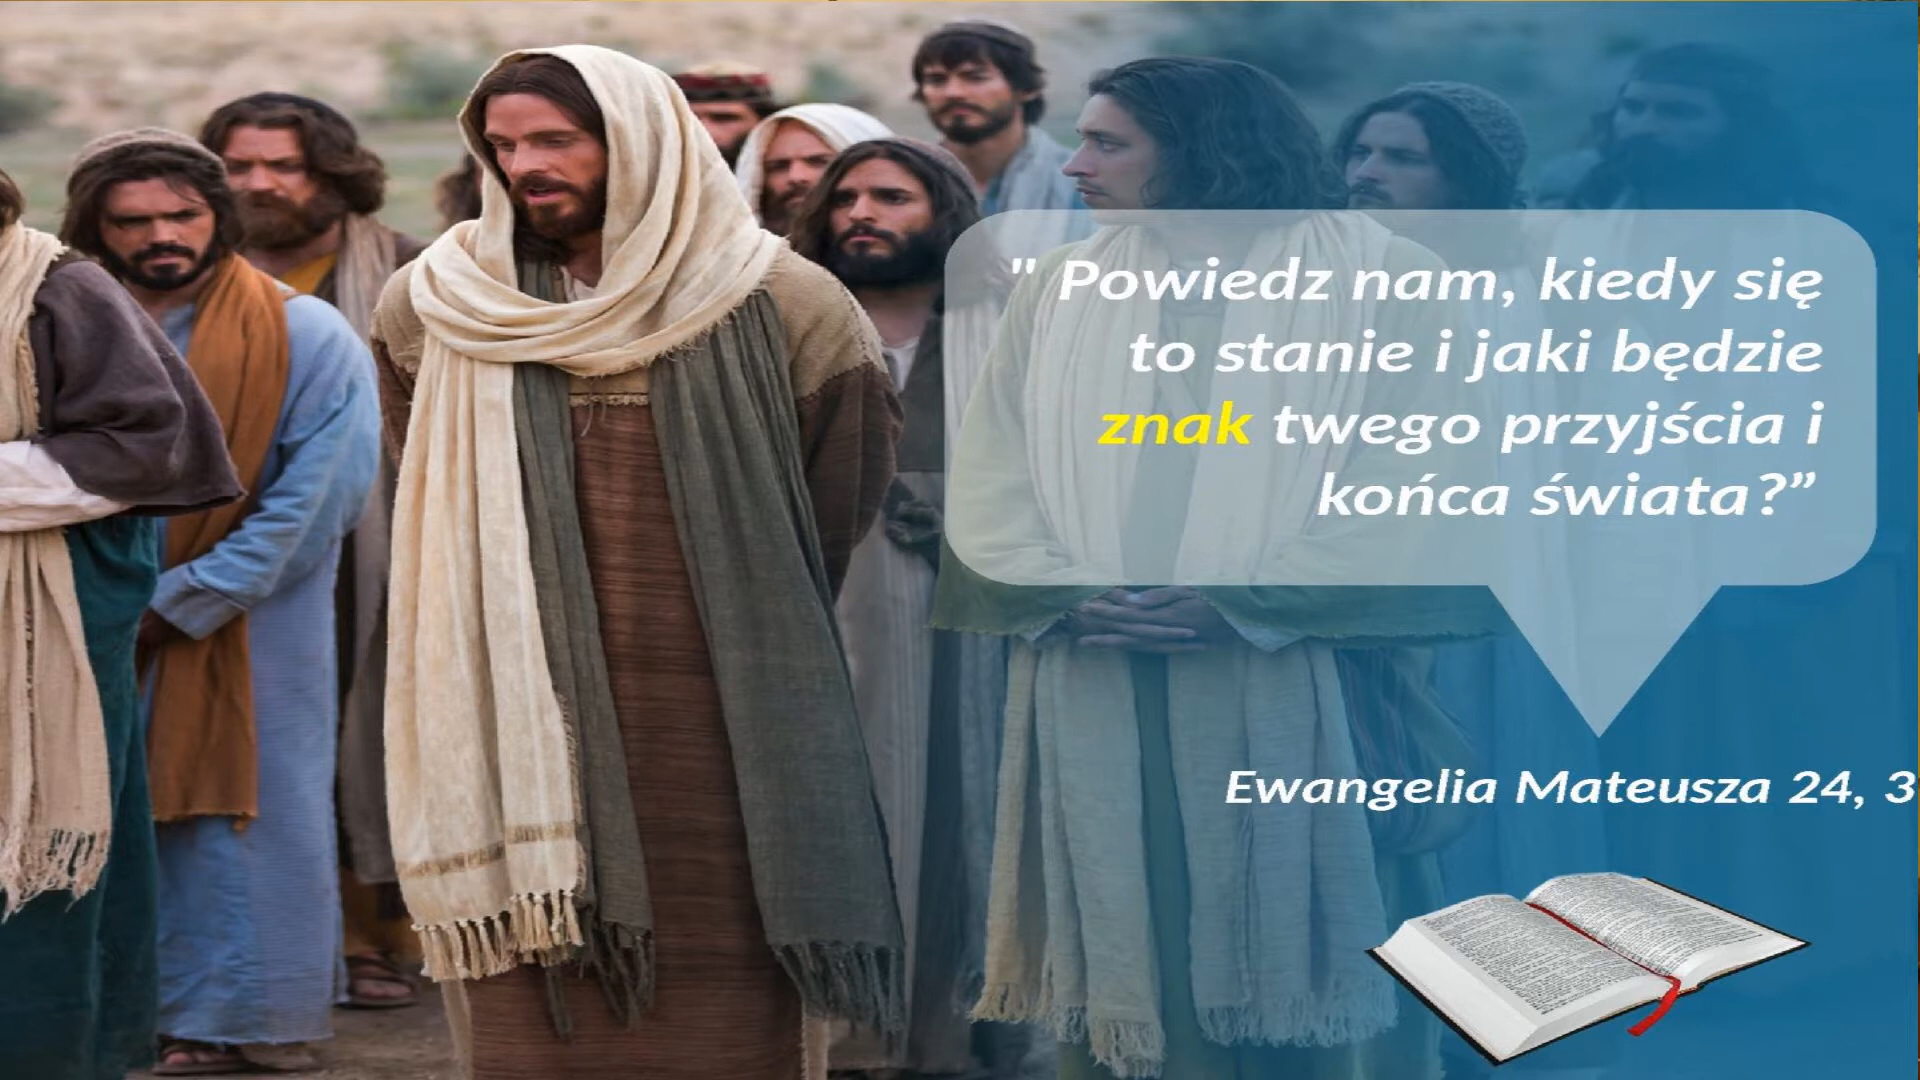 " Powiedz nam, kiedy się
to stanie i jaki będzie
znak twego przyjścia i
końca świata?”
Ewangelia Mateusza 24, 3